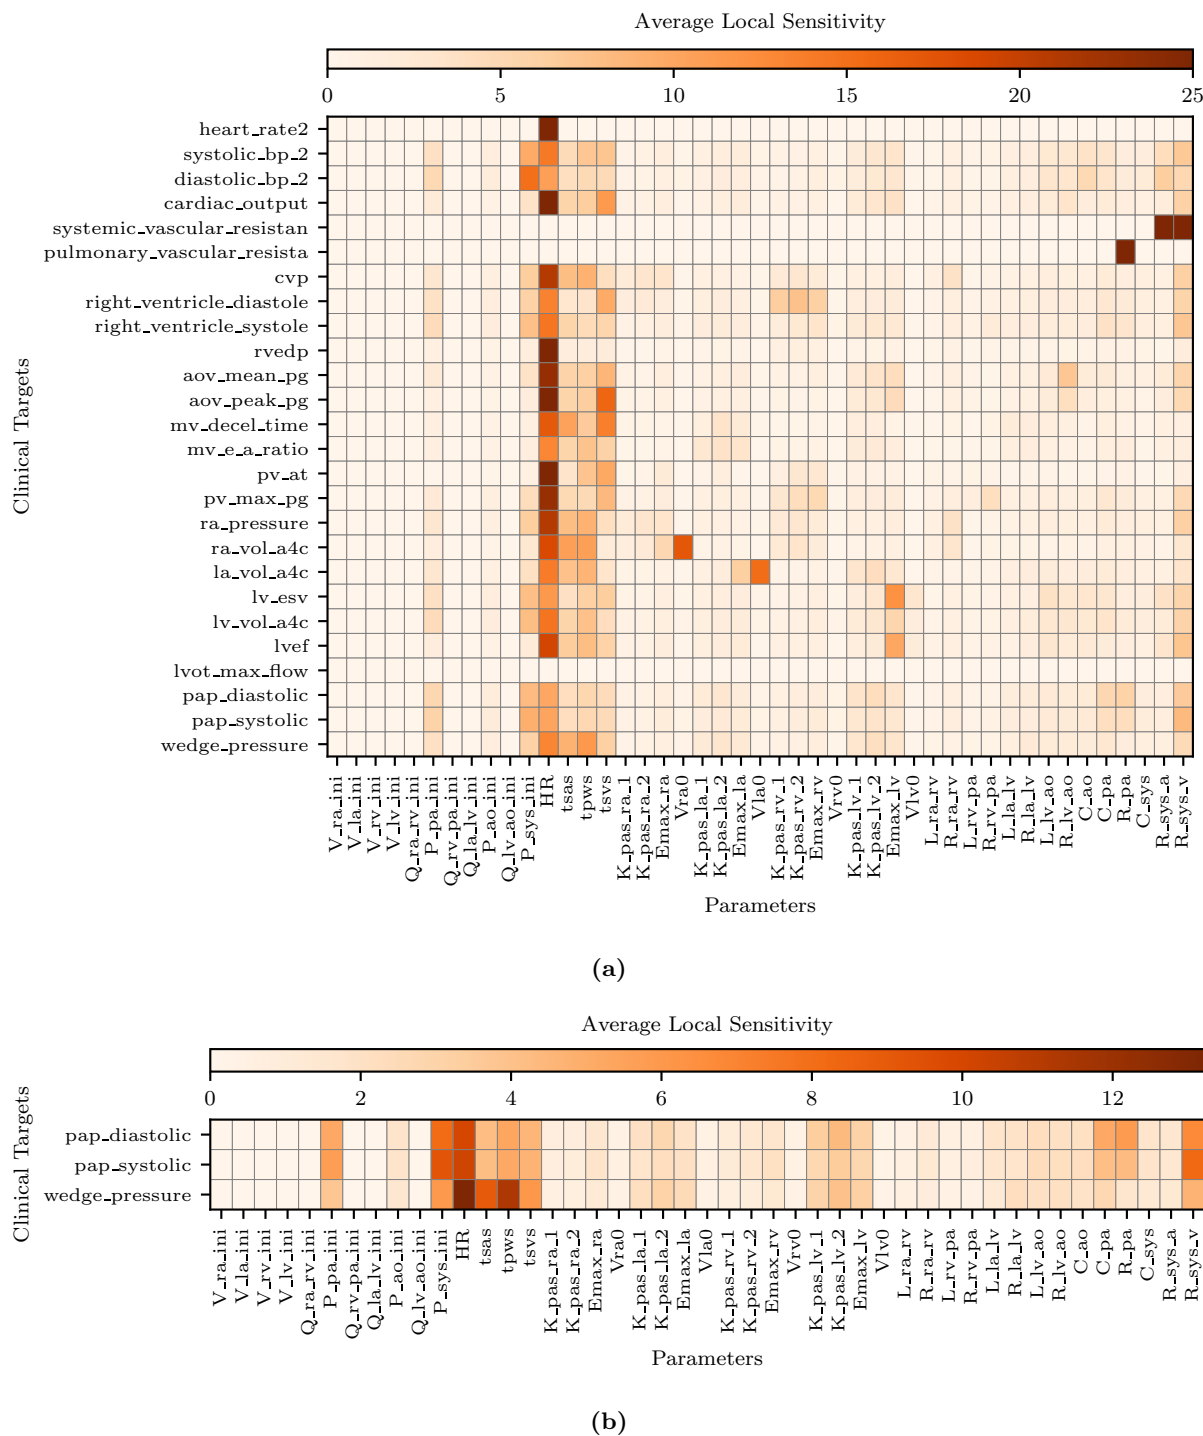 Average Local Sensitivity
0 5 10 15 20 25
Clinical Targets
heart_rate2
systolic_bp_2
diastolic_bp_2
cardiac_output
systemic_vascular_resistan
pulmonary_vascular_resista
cvp
right_ventricle_diastole
right_ventricle_systole
rvedp
aov_mean_pg
aov_peak_pg
mv_decel_time
mv_e_a_ratio
pv_at
pv_max_pg
ra_pressure
ra_vol_a4c
la_vol_a4c
lv_esv
lv_vol_a4c
lvef
lvot_max_flow
pap_diastolic
pap_systolic
wedge_pressure
V_ra_ini
V_la_ini
V_rv_ini
V_lv_ini
Q_ra_rv_ini
P_pa_ini
Q_rv_pa_ini
Q_la_lv_ini
P_ao_ini
Q_lv_ao_ini
P_sys_ini
HR
tsas
tpws
tsvs
K_pas_ra_1
K_pas_ra_2
Emax_ra
Vra0
K_pas_la_1
K_pas_la_2
Emax_la
Vla0
K_pas_rv_1
K_pas_rv_2
Emax_rv
Vrv0
K_pas_lv_1
K_pas_lv_2
Emax_lv
Vlv0
L_ra_rv
R_ra_rv
L_rv_pa
R_rv_pa
L_la_lv
R_la_lv
L_lv_ao
R_lv_ao
C_ao
C_pa
R_pa
C_sys
R_sys_a
R_sys_v
Parameters
(a)
Average Local Sensitivity
0 2 4 6 8 10 12
Clinical Targets
pap_diastolic
pap_systolic
wedge_pressure
V_ra_ini
V_la_ini
V_rv_ini
V_lv_ini
Q_ra_rv_ini
P_pa_ini
Q_rv_pa_ini
Q_la_lv_ini
P_ao_ini
Q_lv_ao_ini
P_sys_ini
HR
tsas
tpws
tsvs
K_pas_ra_1
K_pas_ra_2
Emax_ra
Vra0
K_pas_la_1
K_pas_la_2
Emax_la
Vla0
K_pas_rv_1
K_pas_rv_2
Emax_rv
Vrv0
K_pas_lv_1
K_pas_lv_2
Emax_lv
Vlv0
L_ra_rv
R_ra_rv
L_rv_pa
R_rv_pa
L_la_lv
R_la_lv
L_lv_ao
R_lv_ao
C_ao
C_pa
R_pa
C_sys
R_sys_a
R_sys_v
Parameters
(b)